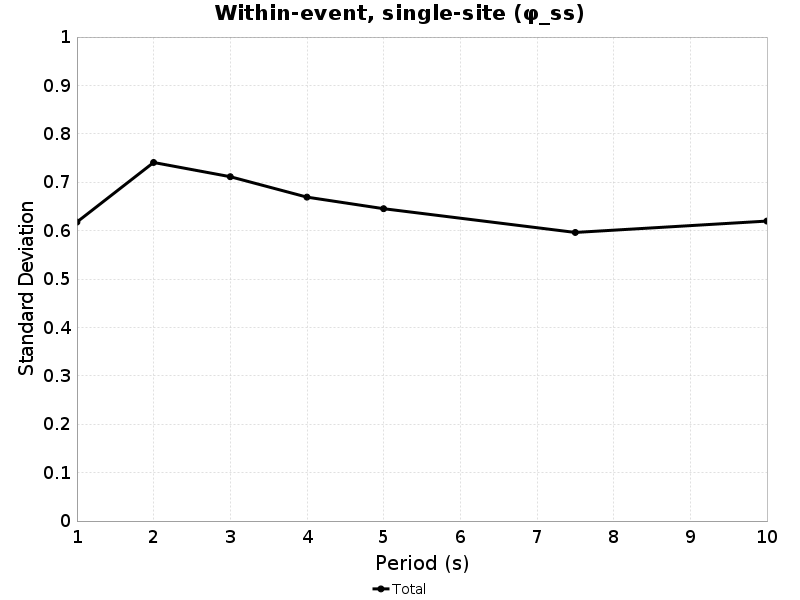 Within-event, single-site (φ_ss)
1
0.9
0.8
0.7
0.6
0.5
0.4
0.3
0.2
0.1
0
Standard Deviation
1 2 3 4 5 6 7 8 9 10
Period (s)
Total